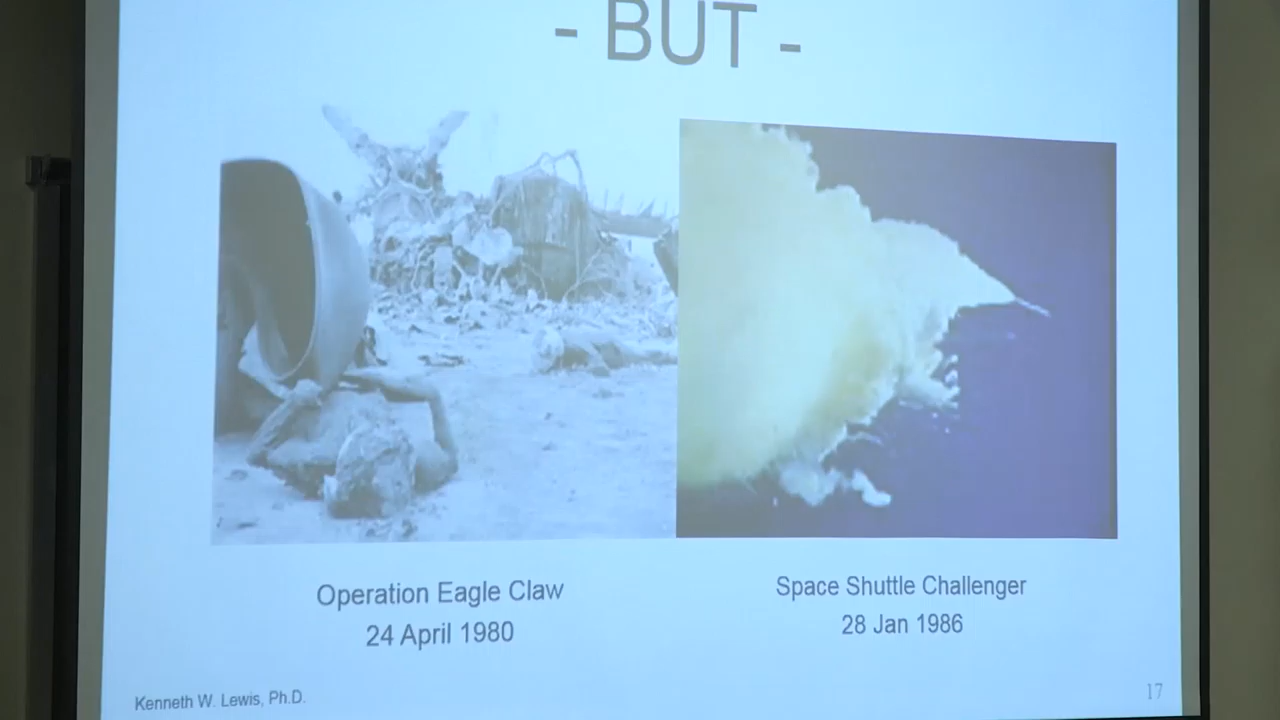 - BUT -
Operation Eagle Claw
24 April 1980
Space Shuttle Challenger
28 Jan 1986
Kenneth W. Lewis, Ph.D.
17